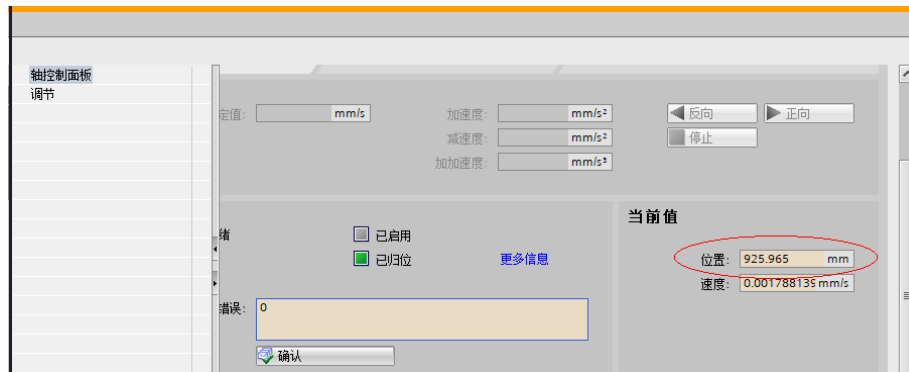 轴控制面板
调节
定值: mm/s 加速度: mm/s² 反向 正向
减速度: mm/s² 停止
加加速度: mm/s³
当前值
绪 已启用
已归位 更多信息 位置: 925.965 mm
速度: 0.001788139 mm/s
错误: 0
确认